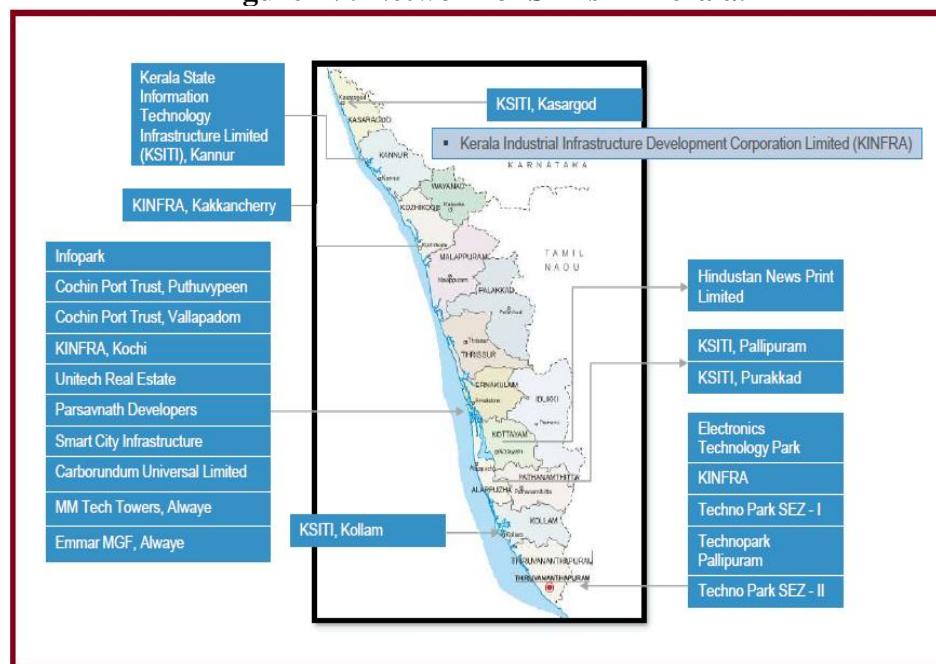 Kerala State
Information
Technology
Infrastructure Limited
(KSITI), Kannur
KSITI, Kasargod
▪ Kerala Industrial Infrastructure Development Corporation Limited (KINFRA)
KARNATAKA
KASARAGOD
KANNUR
WAYANAD
KINFRA, Kakkancherry
MALAPPURAM
TAMIL
NADU
PALAKKAD
Infopark
Cochin Port Trust, Puthuvypeen
Cochin Port Trust, Vallapadom
KINFRA, Kochi
Unitech Real Estate
Parsavnath Developers
Smart City Infrastructure
Carborundum Universal Limited
MM Tech Towers, Alwaye
Emmar MGF, Alwaye
Hindustan News Print
Limited
Thrissur
THRISSUR
KSITI, Pallipuram
KSITI, Purakkad
ERNAKULAM
IDUKKI
KOTTAYAM
Electronics
Technology Park
KINFRA
Techno Park SEZ - I
Technopark
Pallipuram
Techno Park SEZ - II
PATHANAMTHITTA
ALAPPUZHA
KSITI, Kollam
KOLLAM
Kollam
THIRUVANANTHAPURAM
THIRUVANANTHAPURAM